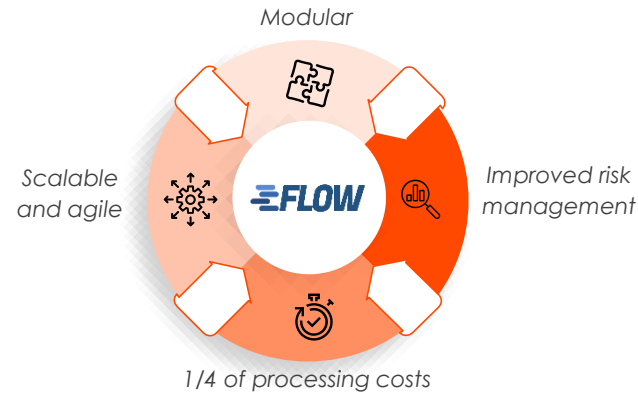 Modular
Scalable
and agile
FLOW
Improved risk
management
1/4 of processing costs